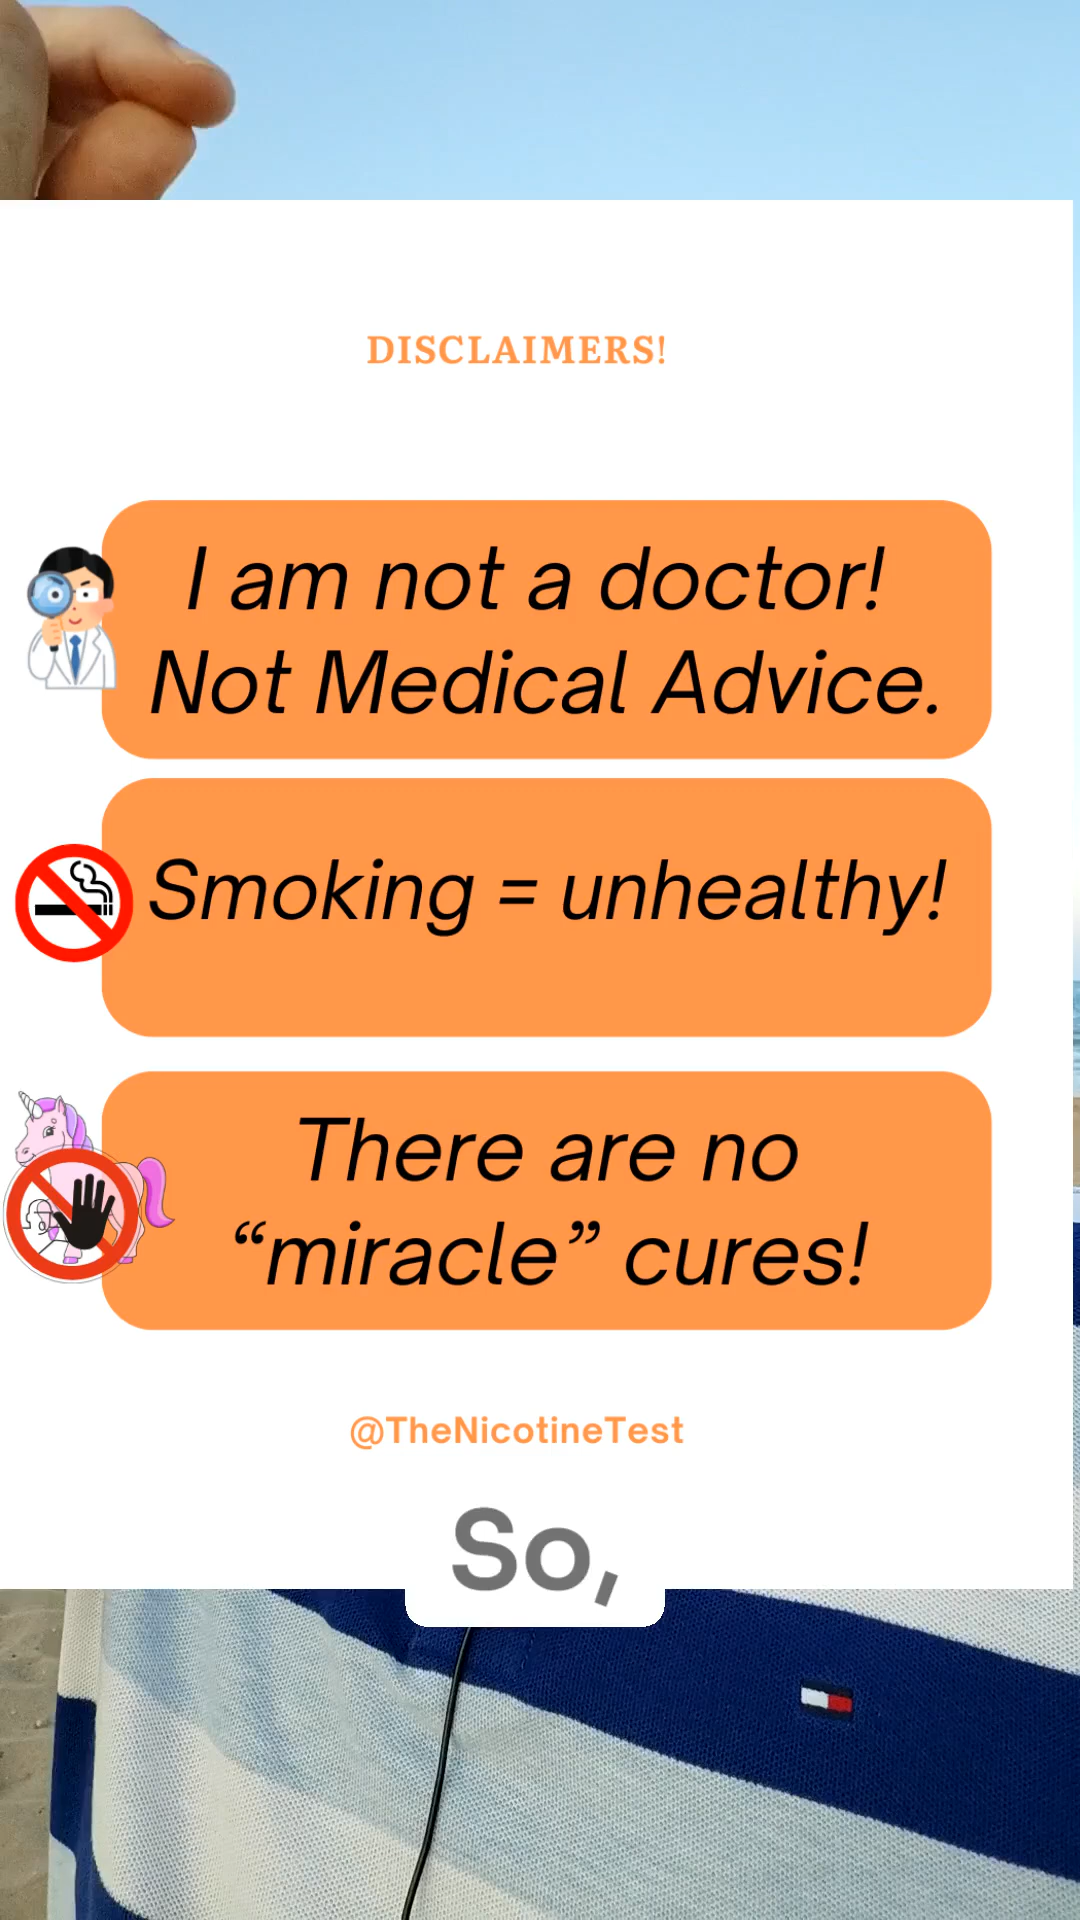 DISCLAIMERS!
I am not a doctor!
Not Medical Advice.
Smoking = unhealthy!
There are no
“miracle” cures!
@TheNicotineTest
So,